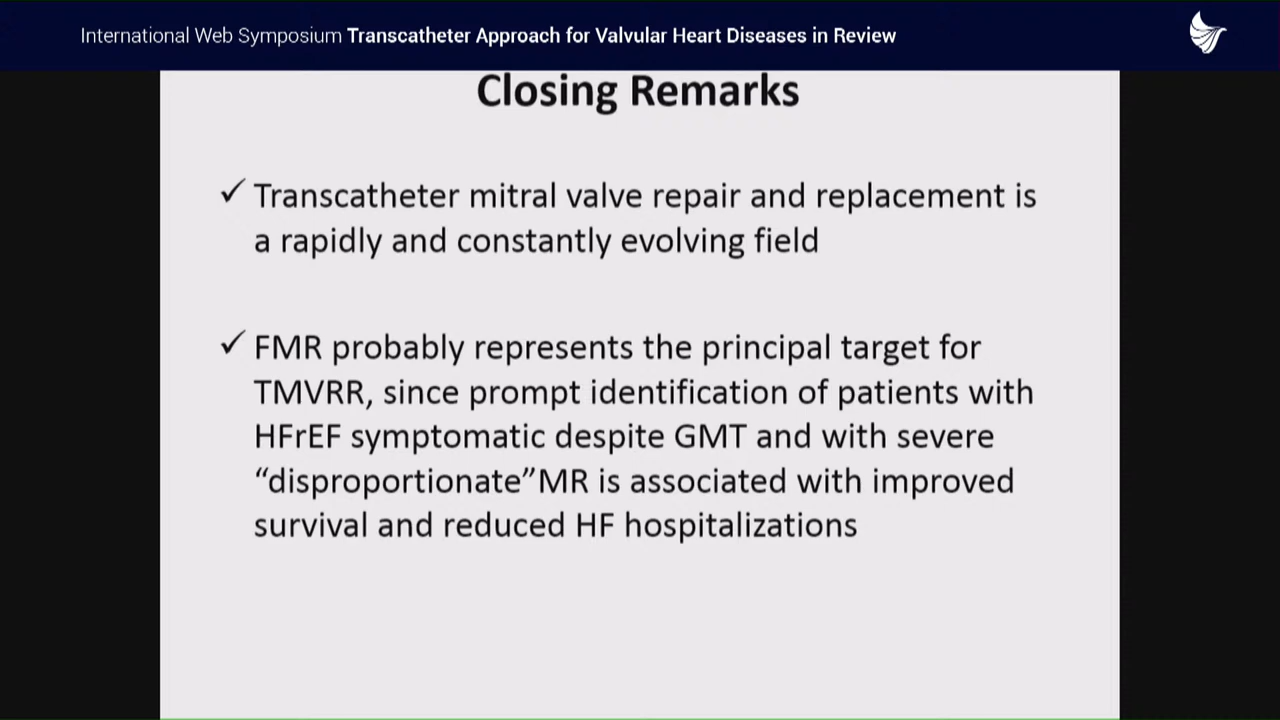 International Web Symposium Transcatheter Approach for Valvular Heart Diseases in Review
Closing Remarks
✓ Transcatheter mitral valve repair and replacement is
a rapidly and constantly evolving field
✓ FMR probably represents the principal target for
TMVRR, since prompt identification of patients with
HFrEF symptomatic despite GMT and with severe
“disproportionate”MR is associated with improved
survival and reduced HF hospitalizations